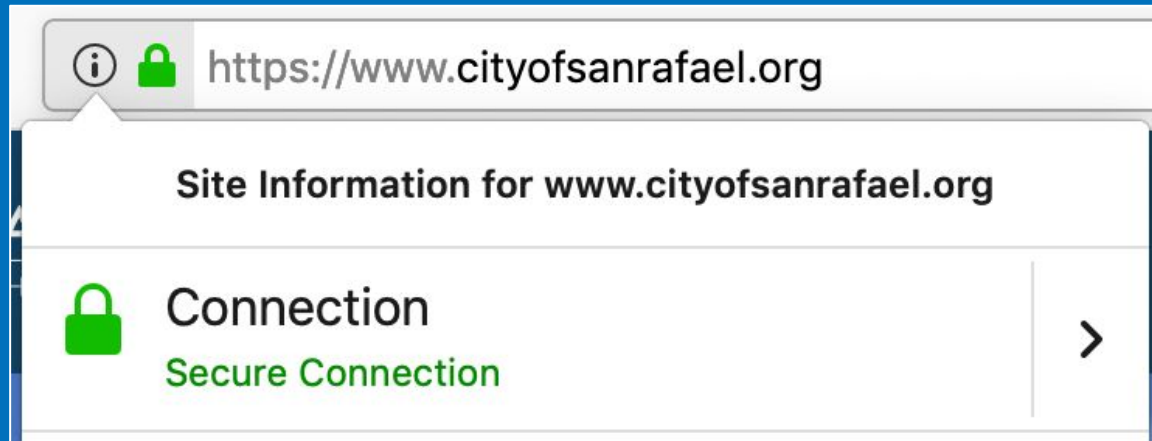 https://www.cityofsanrafael.org
Site Information for www.cityofsanrafael.org
Connection
Secure Connection